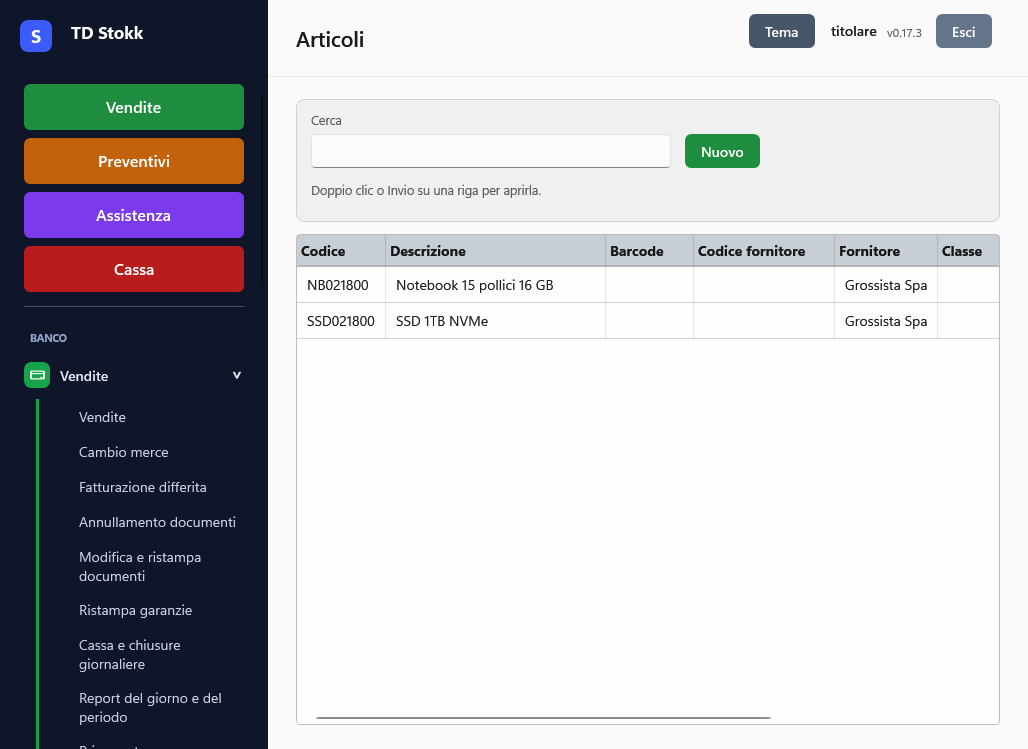 S
TD Stokk
Vendite
Preventivi
Assistenza
Cassa
BANCO
Vendite
Vendite
Cambio merce
Fatturazione differita
Annullamento documenti
Modifica e ristampa
documenti
Ristampa garanzie
Cassa e chiusure
giornaliere
Report del giorno e del
periodo
Articoli
Tema
titolare
v0.17.3
Esci
Cerca
Nuovo
Doppio clic o Invio su una riga per aprirla.
Codice Descrizione Barcode Codice fornitore Fornitore Classe
NB021800 Notebook 15 pollici 16 GB Grossista Spa
SSD021800 SSD 1TB NVMe Grossista Spa